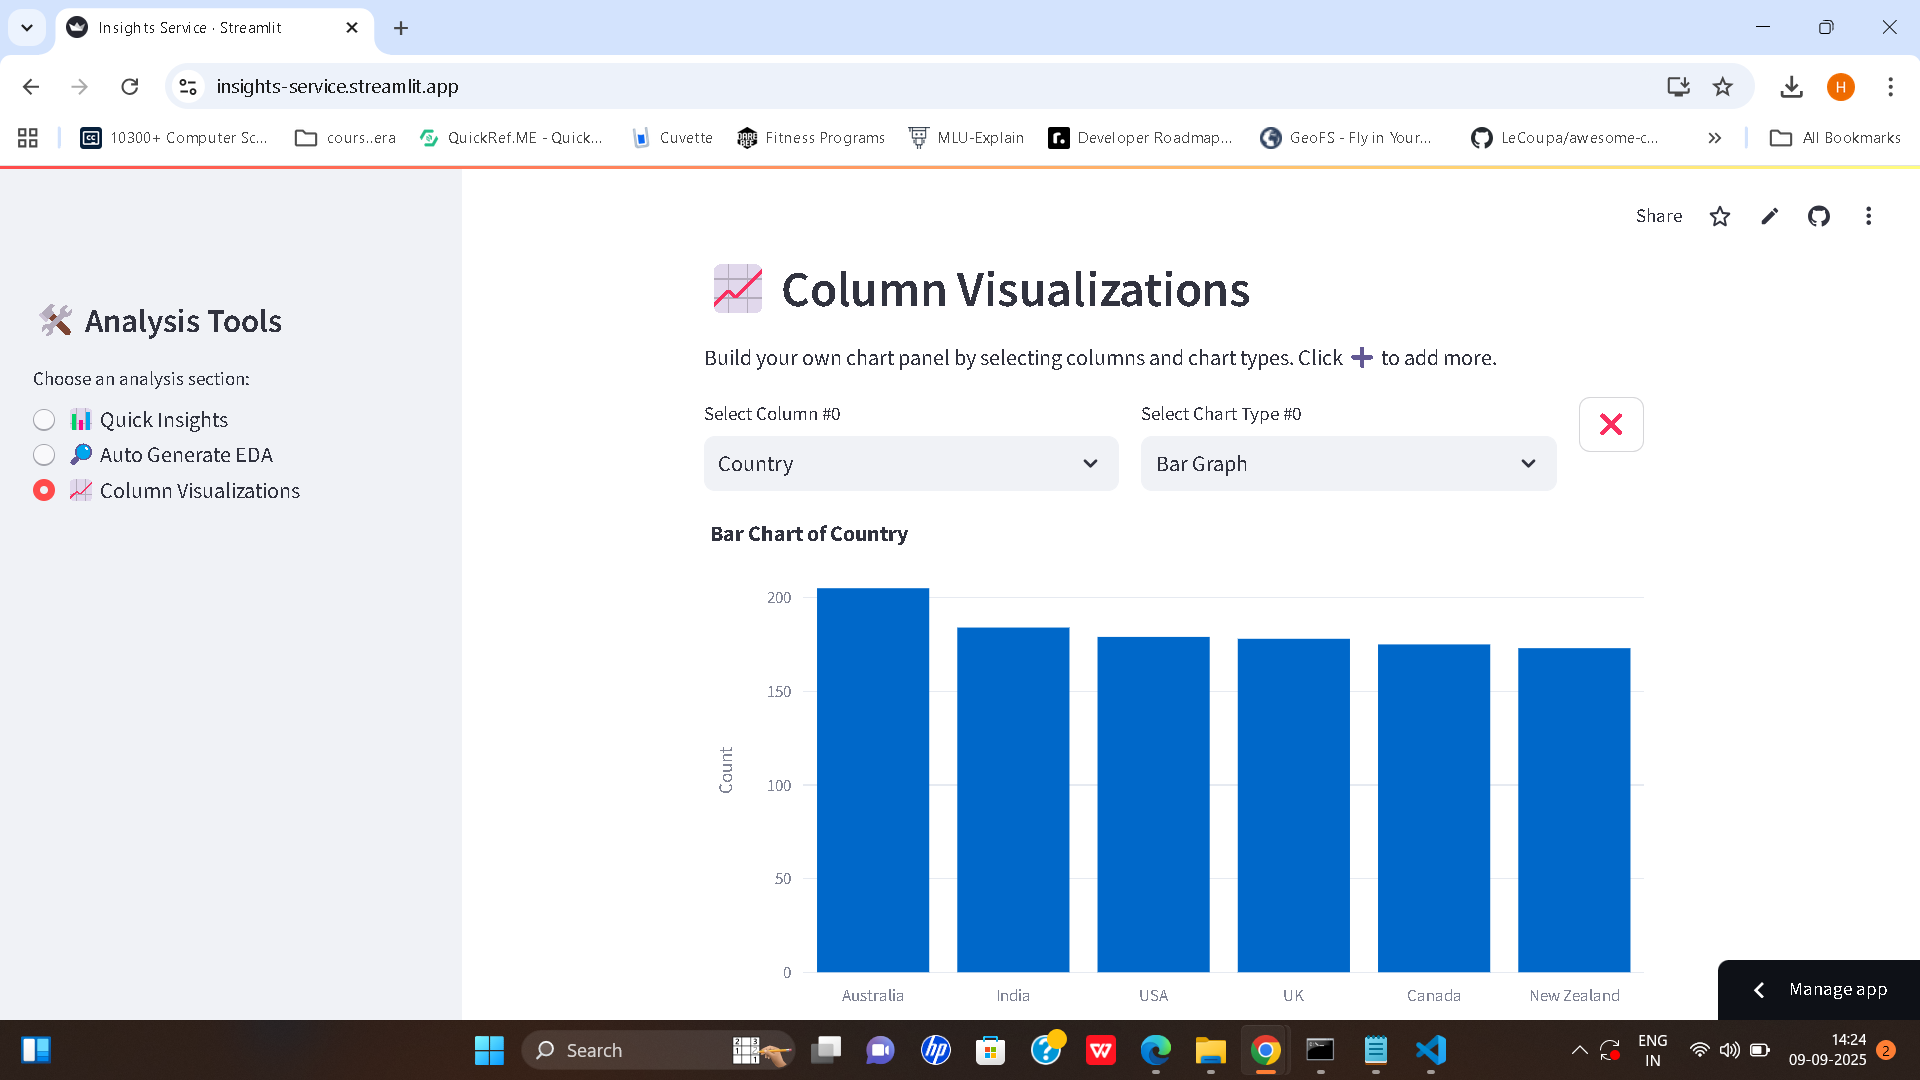 Insights Service · Streamlit
insights-service.streamlit.app
H
10300+ Computer Sc...
cours..era
QuickRef.ME - Quick...
Cuvette
Fitness Programs
MLU-Explain
Developer Roadmap...
GeoFS - Fly in Your...
LeCoupa/awesome-c...
All Bookmarks
Share
Analysis Tools
Choose an analysis section:
Quick Insights
Auto Generate EDA
Column Visualizations
Column Visualizations
Build your own chart panel by selecting columns and chart types. Click ➕ to add more.
Select Column #0
Select Chart Type #0
Country
Bar Graph
Bar Chart of Country
200
150
100
50
0
Count
Australia
India
USA
UK
Canada
New Zealand
Manage app
Search
ENG
IN
14:24
09-09-2025
2